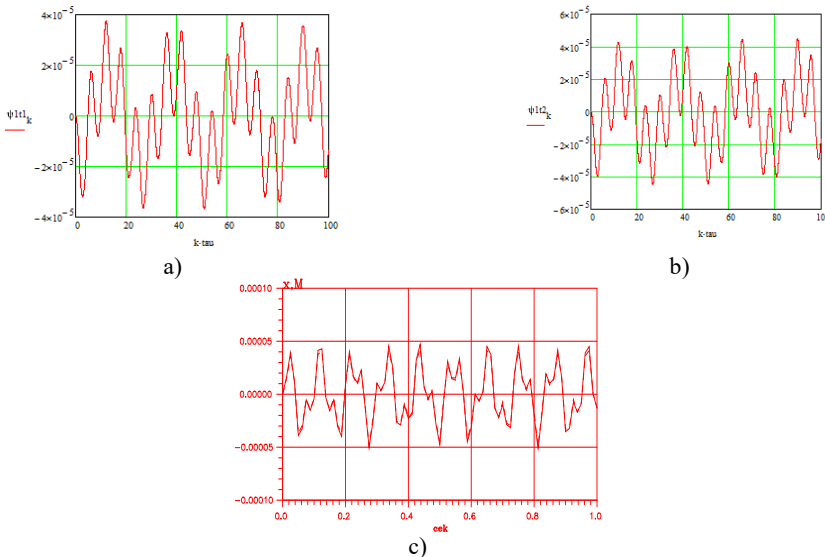 4×10⁻⁵
2×10⁻⁵
0
−2×10⁻⁵
−4×10⁻⁵
ψ1t1ₖ
0 20 40 60 80 100
k·tau
a)
6×10⁻⁵
4×10⁻⁵
2×10⁻⁵
0
−2×10⁻⁵
−4×10⁻⁵
−6×10⁻⁵
ψ1t2ₖ
0 20 40 60 80 10
k·tau
b)
x,M
0.00010
0.00005
0.00000
−0.00005
−0.00010
0.0 0.2 0.4 0.6 0.8 1.0
сек
c)